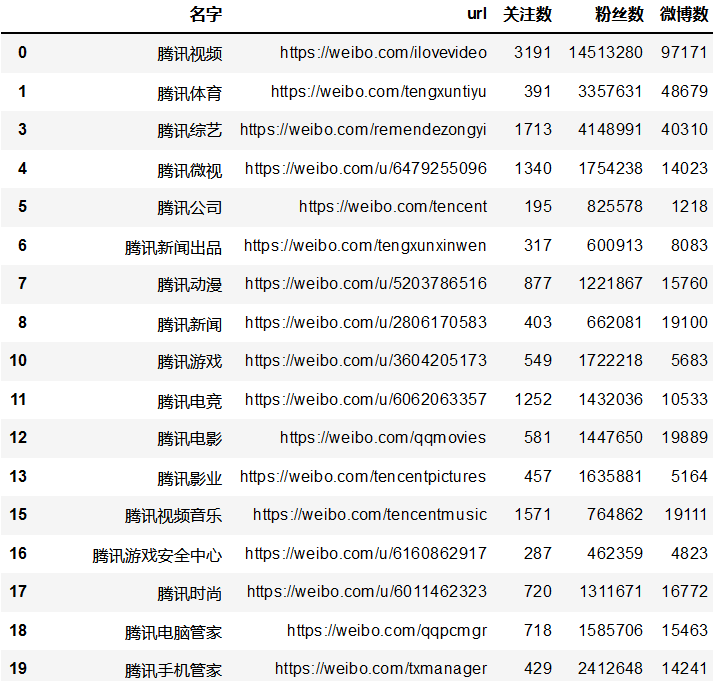 名字 url 关注数 粉丝数 微博数
0 腾讯视频 https://weibo.com/ilovevideo 3191 14513280 97171
1 腾讯体育 https://weibo.com/tengxuntiyu 391 3357631 48679
3 腾讯综艺 https://weibo.com/remendezongyi 1713 4148991 40310
4 腾讯微视 https://weibo.com/u/6479255096 1340 1754238 14023
5 腾讯公司 https://weibo.com/tencent 195 825578 1218
6 腾讯新闻出品 https://weibo.com/tengxunxinwen 317 600913 8083
7 腾讯动漫 https://weibo.com/u/5203786516 877 1221867 15760
8 腾讯新闻 https://weibo.com/u/2806170583 403 662081 19100
10 腾讯游戏 https://weibo.com/u/3604205173 549 1722218 5683
11 腾讯电竞 https://weibo.com/u/6062063357 1252 1432036 10533
12 腾讯电影 https://weibo.com/qqmovies 581 1447650 19889
13 腾讯影业 https://weibo.com/tencentpictures 457 1635881 5164
15 腾讯视频音乐 https://weibo.com/tencentmusic 1571 764862 19111
16 腾讯游戏安全中心 https://weibo.com/u/6160862917 287 462359 4823
17 腾讯时尚 https://weibo.com/u/6011462323 720 1311671 16772
18 腾讯电脑管家 https://weibo.com/qqpcmgr 718 1585706 15463
19 腾讯手机管家 https://weibo.com/txmanager 429 2412648 14241